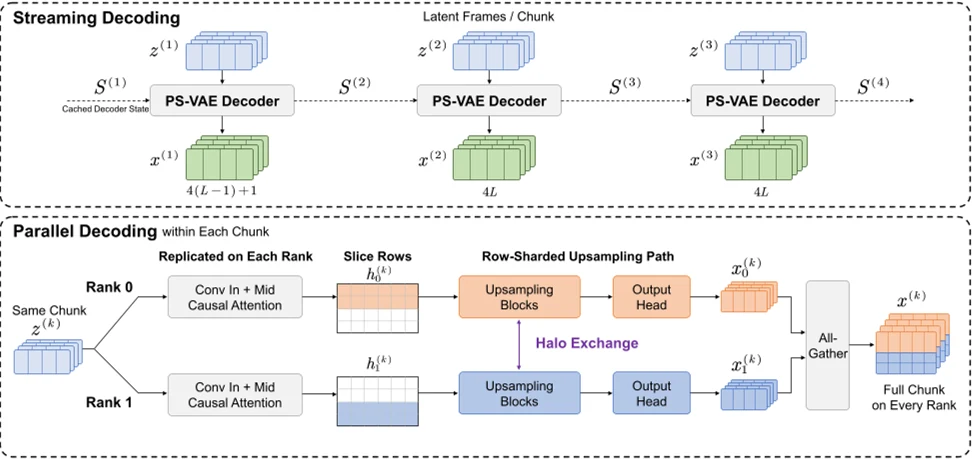 Streaming Decoding
Latent Frames / Chunk
z^(1)
z^(2)
z^(3)
S^(1)
S^(2)
S^(3)
S^(4)
Cached Decoder State
PS-VAE Decoder
PS-VAE Decoder
PS-VAE Decoder
x^(1)
x^(2)
x^(3)
4(L−1)+1
4L
4L
Parallel Decoding within Each Chunk
Replicated on Each Rank
Slice Rows
Row-Sharded Upsampling Path
Rank 0
Conv In + Mid
Causal Attention
h_0^(k)
Upsampling
Blocks
Output
Head
x_0^(k)
Same Chunk
z^(k)
Halo Exchange
All-
Gather
x^(k)
Full Chunk
on Every Rank
Rank 1
Conv In + Mid
Causal Attention
h_1^(k)
Upsampling
Blocks
Output
Head
x_1^(k)